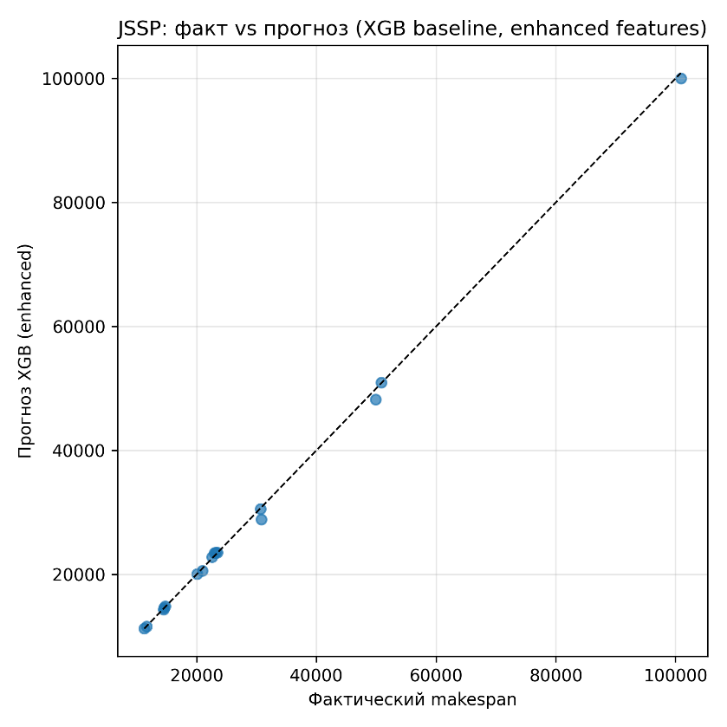 JSSP: факт vs прогноз (XGB baseline, enhanced features)
100000
80000
60000
40000
20000
Прогноз XGB (enhanced)
20000 40000 60000 80000 100000
Фактический makespan